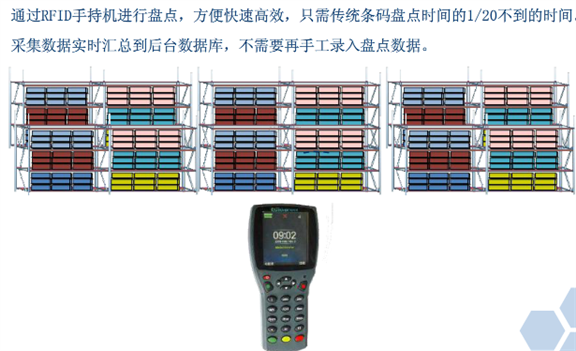 通过RFID手持机进行盘点，方便快速高效，只需传统条码盘点时间的1/20不到的时间.
采集数据实时汇总到后台数据库，不需要再手工录入盘点数据。
09:02